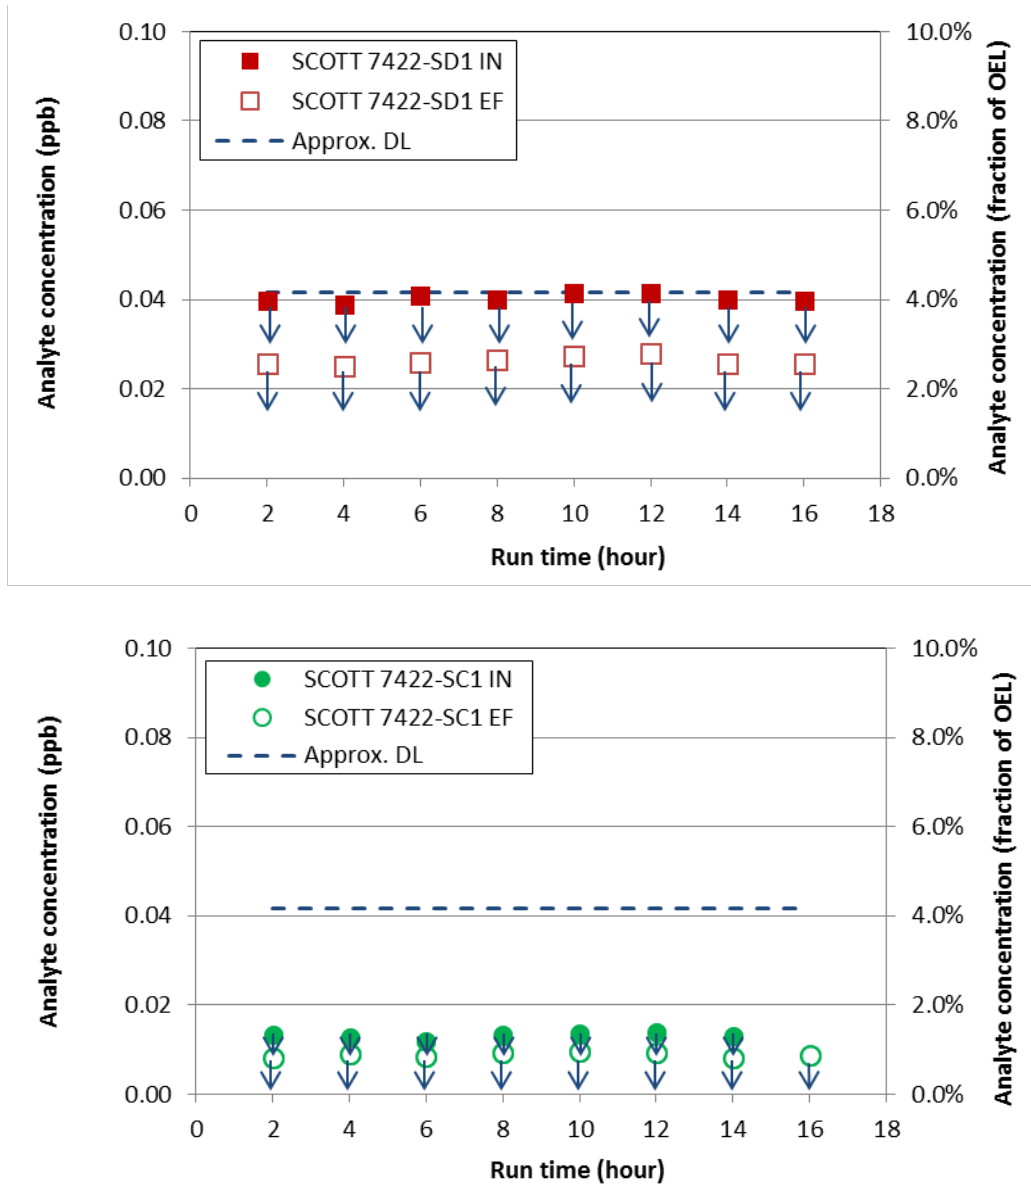 Analyte concentration (ppb)
0.10
0.08
0.06
0.04
0.02
0.00
SCOTT 7422-SD1 IN
SCOTT 7422-SD1 EF
Approx. DL
10.0%
8.0%
6.0%
4.0%
2.0%
0.0%
Analyte concentration (fraction of OEL)
0 2 4 6 8 10 12 14 16 18
Run time (hour)
Analyte concentration (ppb)
0.10
0.08
0.06
0.04
0.02
0.00
SCOTT 7422-SC1 IN
SCOTT 7422-SC1 EF
Approx. DL
10.0%
8.0%
6.0%
4.0%
2.0%
0.0%
Analyte concentration (fraction of OEL)
0 2 4 6 8 10 12 14 16 18
Run time (hour)